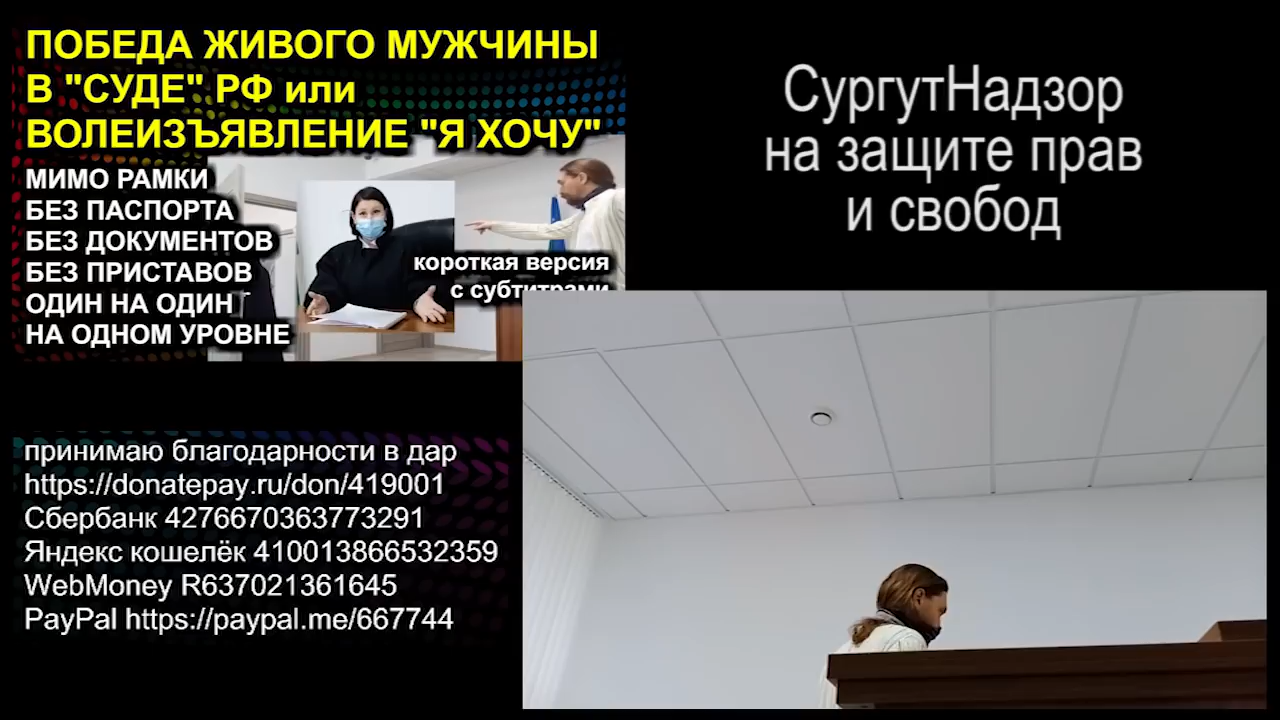 ПОБЕДА ЖИВОГО МУЖЧИНЫ
В "СУДЕ" РФ или
ВОЛЕИЗЪЯВЛЕНИЕ "Я ХОЧУ"
МИМО РАМКИ
БЕЗ ПАСПОРТА
БЕЗ ДОКУМЕНТОВ
БЕЗ ПРИСТАВОВ
ОДИН НА ОДИН
НА ОДНОМ УРОВНЕ
короткая версия
с субтитрами
СургутНадзор
на защите прав
и свобод
принимаю благодарности в дар
https://donatepay.ru/don/419001
Сбербанк 4276670363773291
Яндекс кошелёк 410013866532359
WebMoney R637021361645
PayPal https://paypal.me/667744